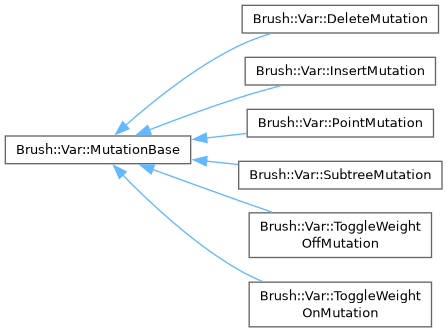 Brush::Var::DeleteMutation
Brush::Var::InsertMutation
Brush::Var::PointMutation
Brush::Var::MutationBase
Brush::Var::SubtreeMutation
Brush::Var::ToggleWeight
OffMutation
Brush::Var::ToggleWeight
OnMutation